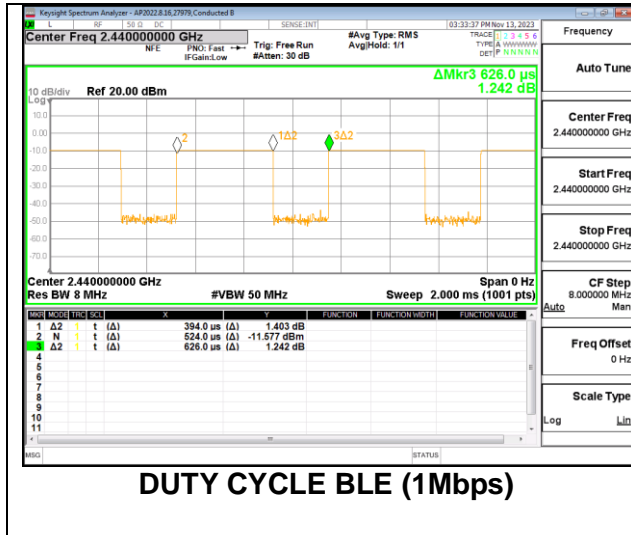 Keysight Spectrum Analyzer - AP2022.8.16,27979,Conducted B
L RF 50 Ω DC SENSE:INT 03:33:37 PM Nov 13, 2023
Center Freq 2.440000000 GHz
NFE PNO: Fast Trig: Free Run #Avg Type: RMS TRACE 1 2 3 4 5 6
IFGain:Low #Atten: 30 dB Avg|Hold: 1/1 TYPE A WWWWW
DET P N N N N N
Frequency
Auto Tune
ΔMkr3 626.0 µs
1.242 dB
10 dB/div Ref 20.00 dBm
Log
10.0
0.00
-10.0
-20.0
-30.0
-40.0
-50.0
-60.0
-70.0
2
1Δ2
3Δ2
Center 2.440000000 GHz Span 0 Hz
Res BW 8 MHz #VBW 50 MHz Sweep 2.000 ms (1001 pts)
MKR MODE TRC SCL X Y FUNCTION FUNCTION WIDTH FUNCTION VALUE
1 Δ2 1 t (Δ) 394.0 µs (Δ) 1.403 dB
2 N 1 t (Δ) 524.0 µs (Δ) -11.577 dBm
3 Δ2 1 t (Δ) 626.0 µs (Δ) 1.242 dB
4
5
6
7
8
9
10
11
MSG STATUS
Center Freq
2.440000000 GHz
Start Freq
2.440000000 GHz
Stop Freq
2.440000000 GHz
CF Step
8.000000 MHz
Auto Man
Freq Offset
0 Hz
Scale Type
Log Lin
DUTY CYCLE BLE (1Mbps)